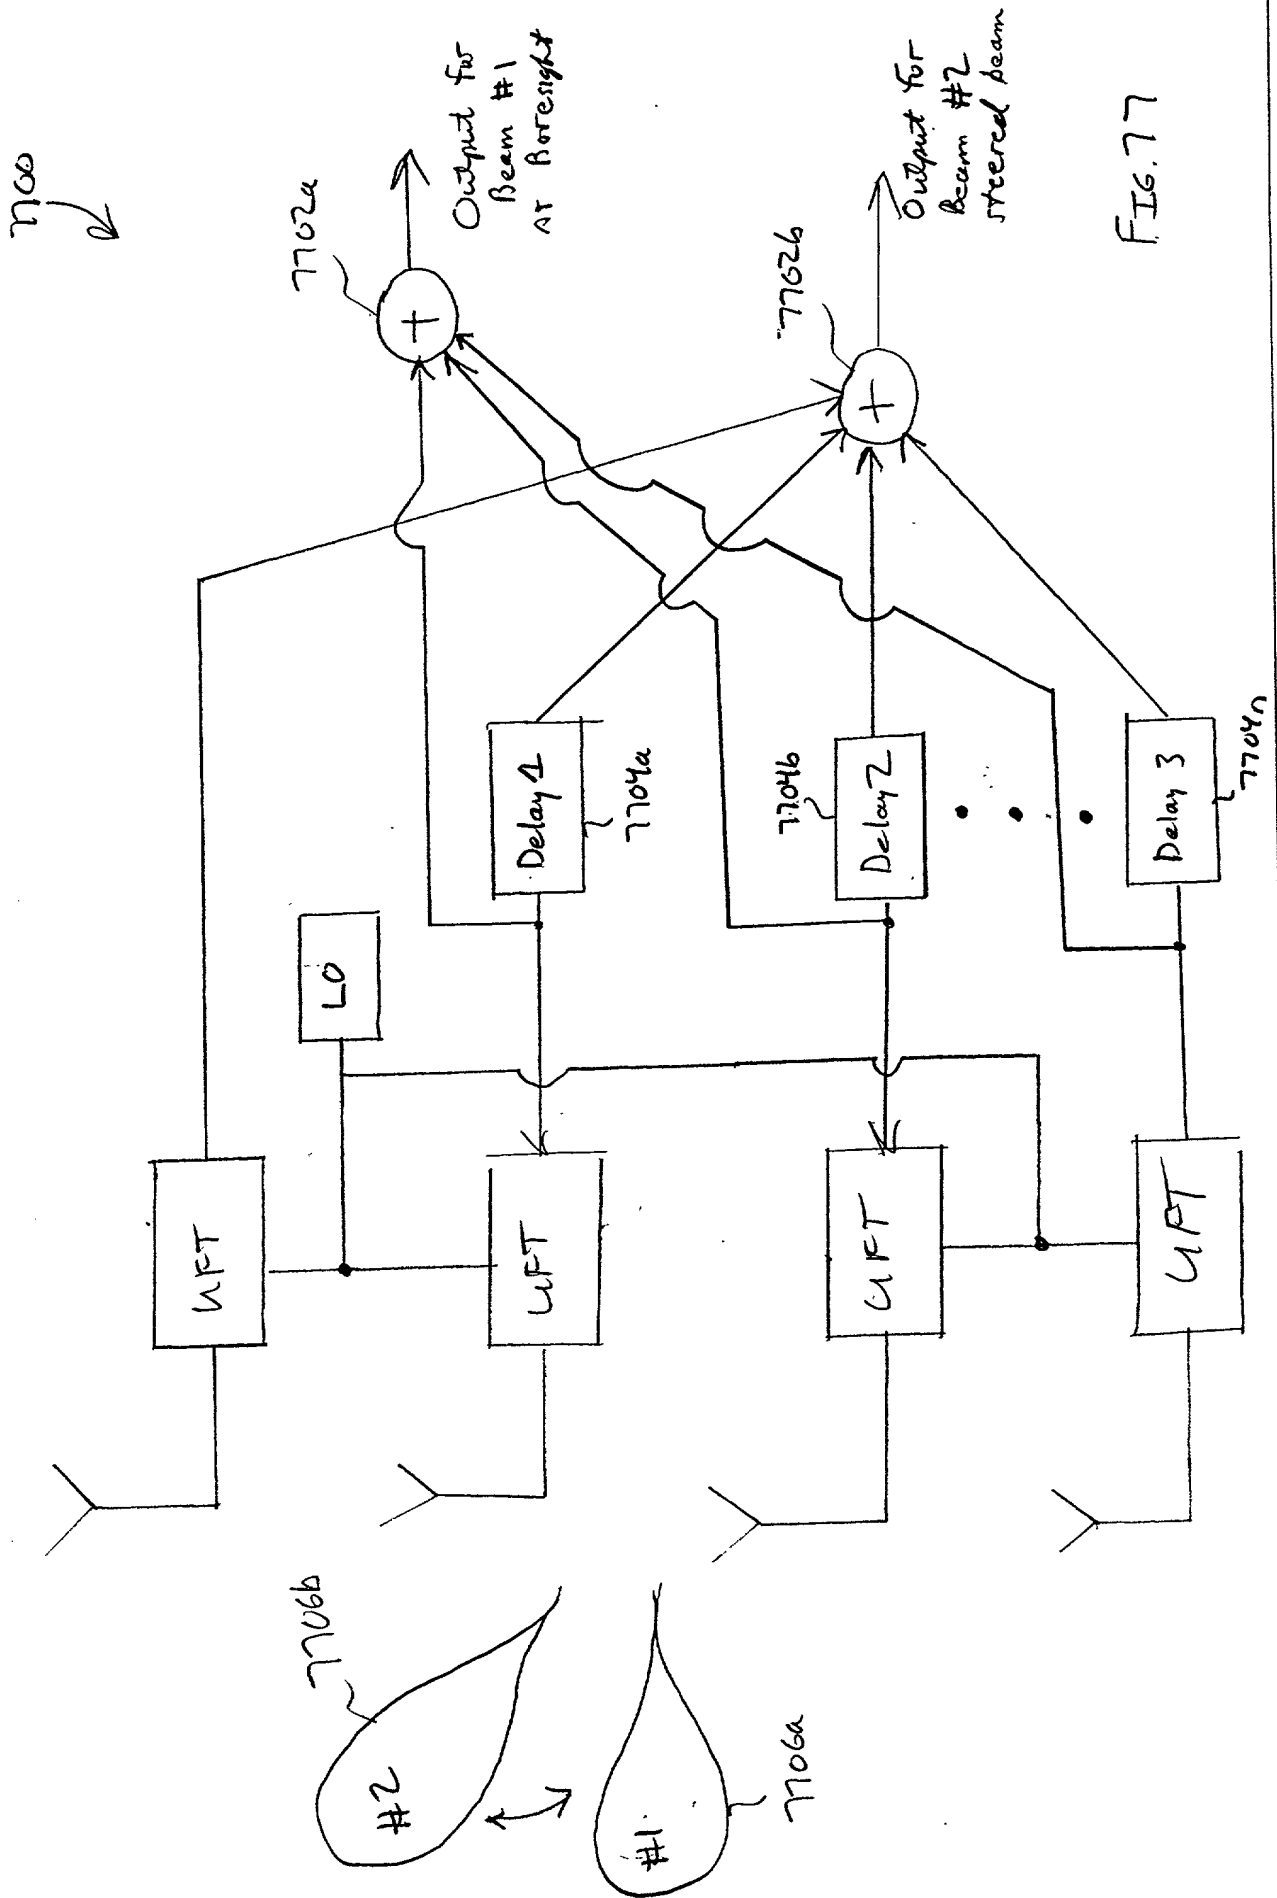 7700
7702a
Output for
Beam #1
at Boresight
7702b
Output for
Beam #2
steered beam
LO
Delay 1
7704a
7704b
Delay 2
Delay 3
7704n
UFT
UFT
UFT
UFT
7706b
#2
#1
7706a
FIG. 77